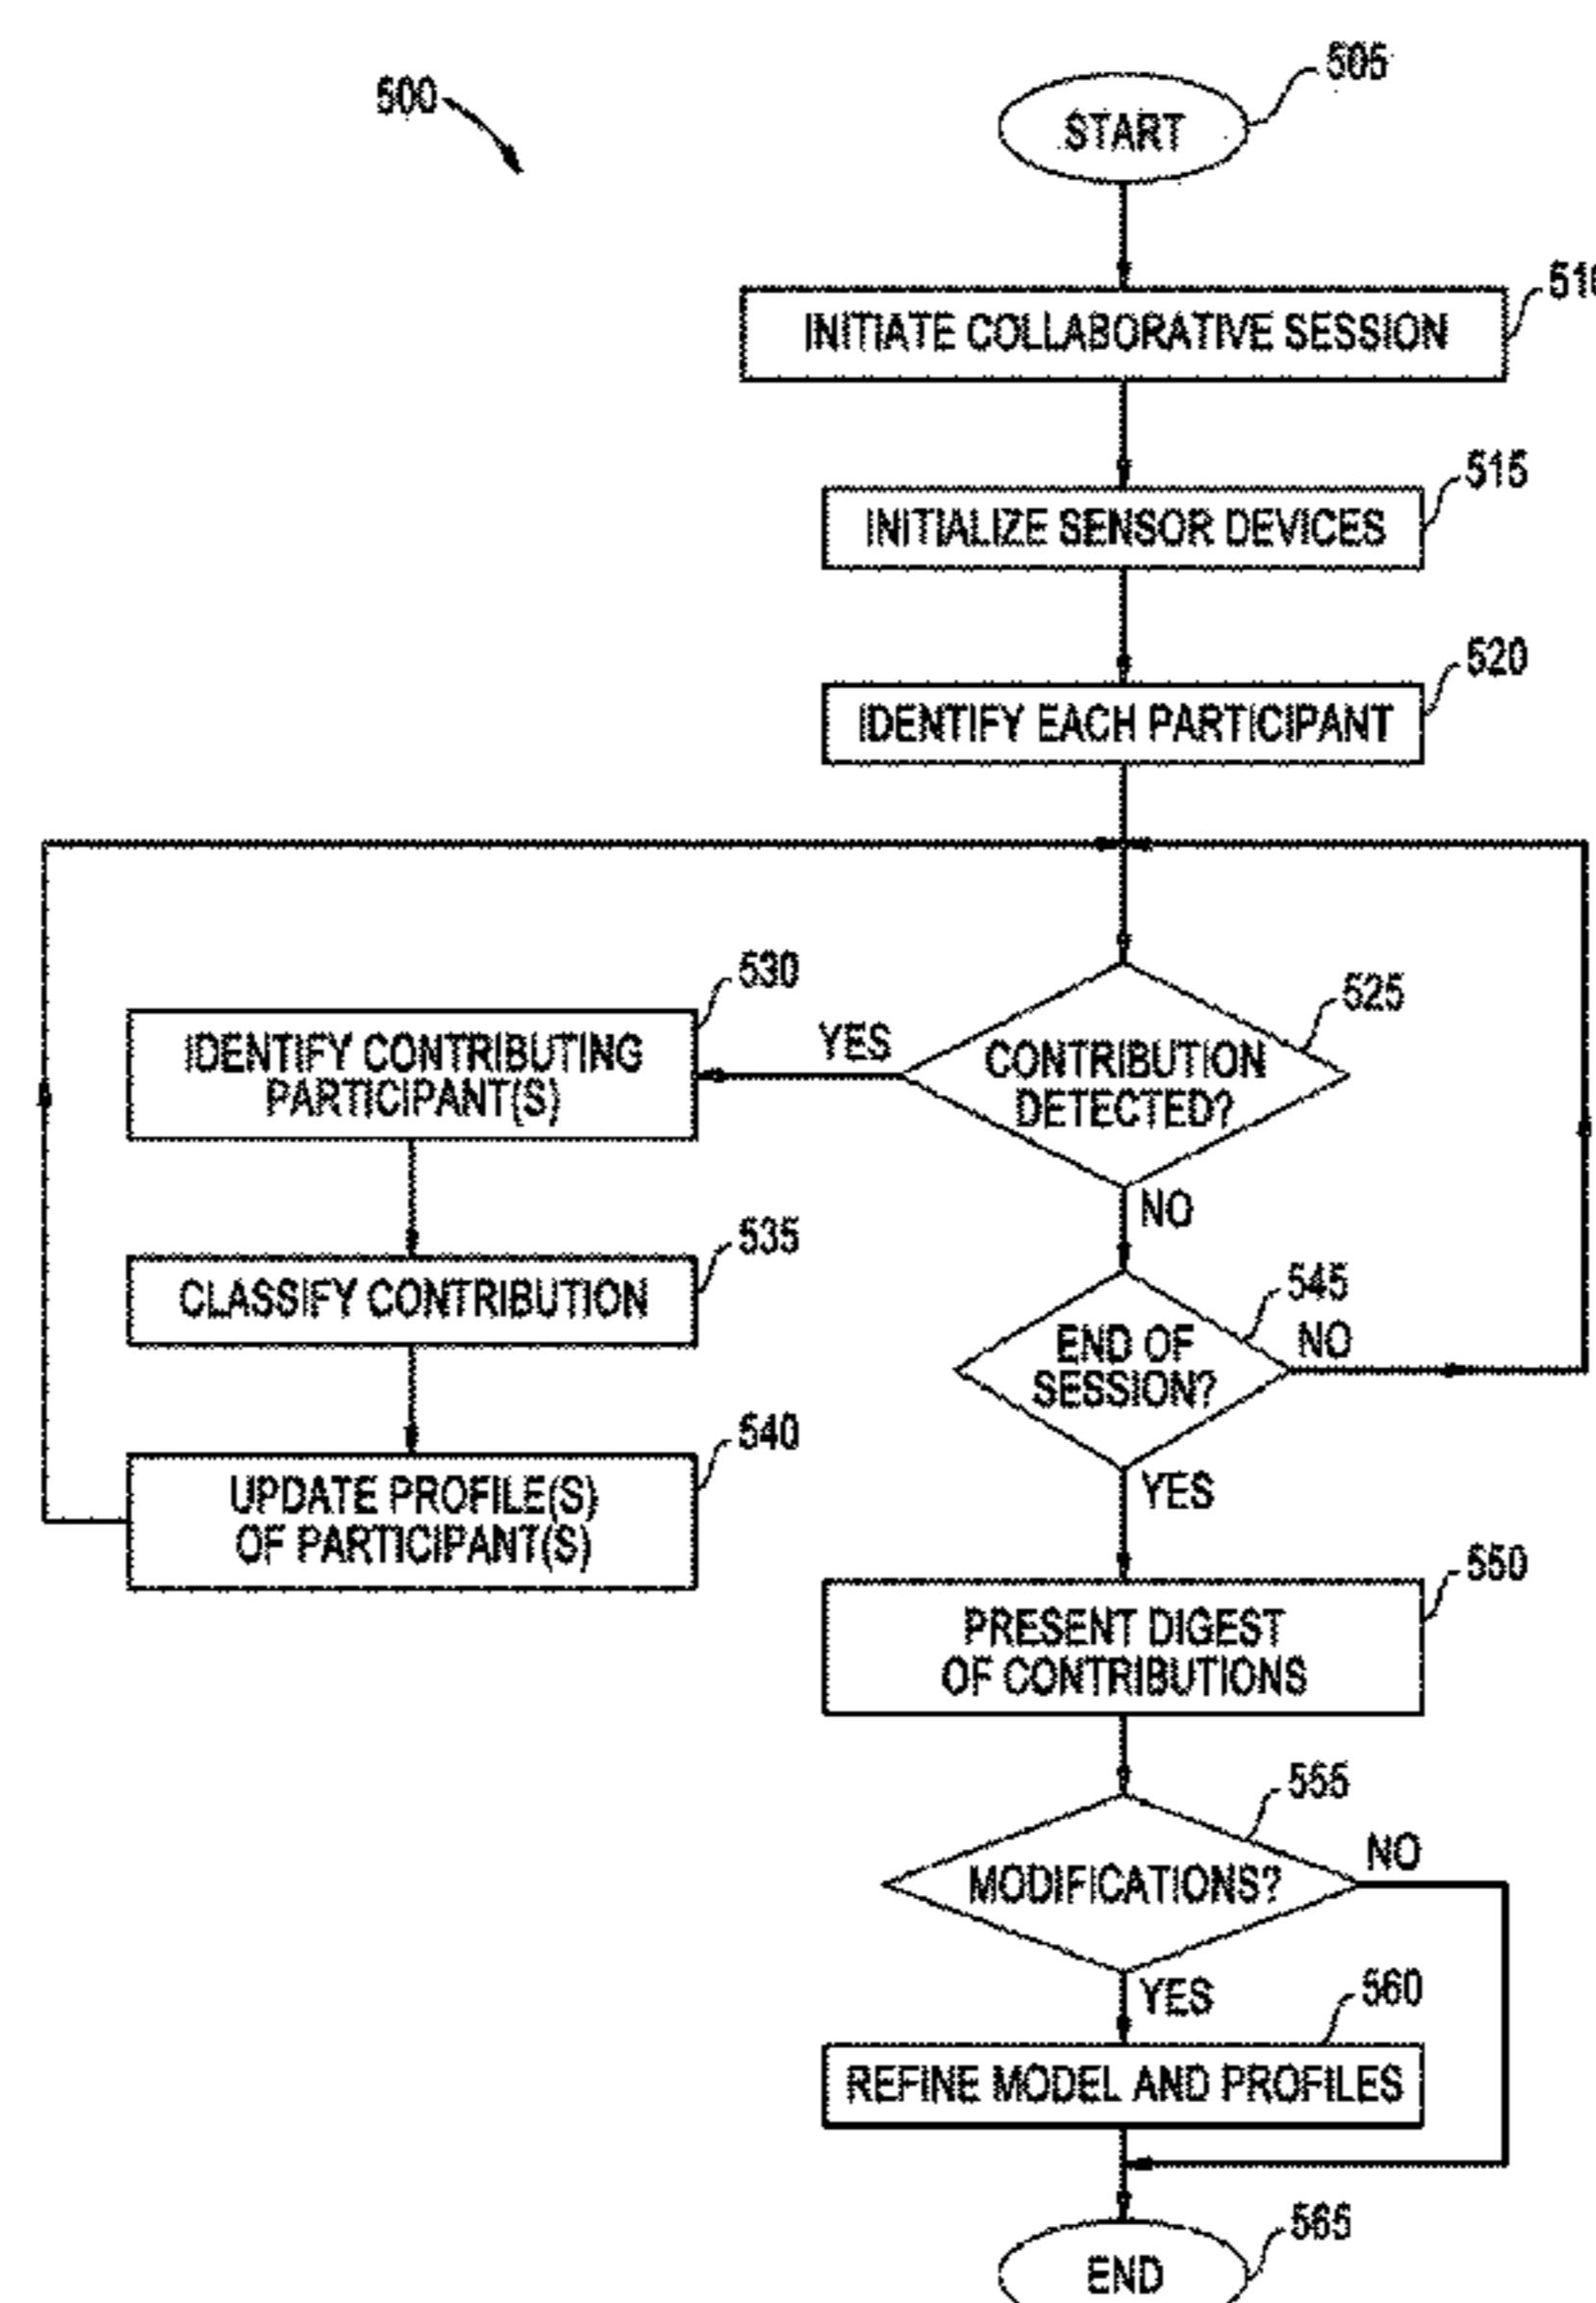 500
505
START
510
INITIATE COLLABORATIVE SESSION
515
INITIALIZE SENSOR DEVICES
520
IDENTIFY EACH PARTICIPANT
530
IDENTIFY CONTRIBUTING
PARTICIPANT(S)
YES
525
CONTRIBUTION
DETECTED?
NO
535
CLASSIFY CONTRIBUTION
545
END OF
SESSION?
NO
540
UPDATE PROFILE(S)
OF PARTICIPANT(S)
YES
550
PRESENT DIGEST
OF CONTRIBUTIONS
555
MODIFICATIONS?
NO
YES
560
REFINE MODEL AND PROFILES
565
END